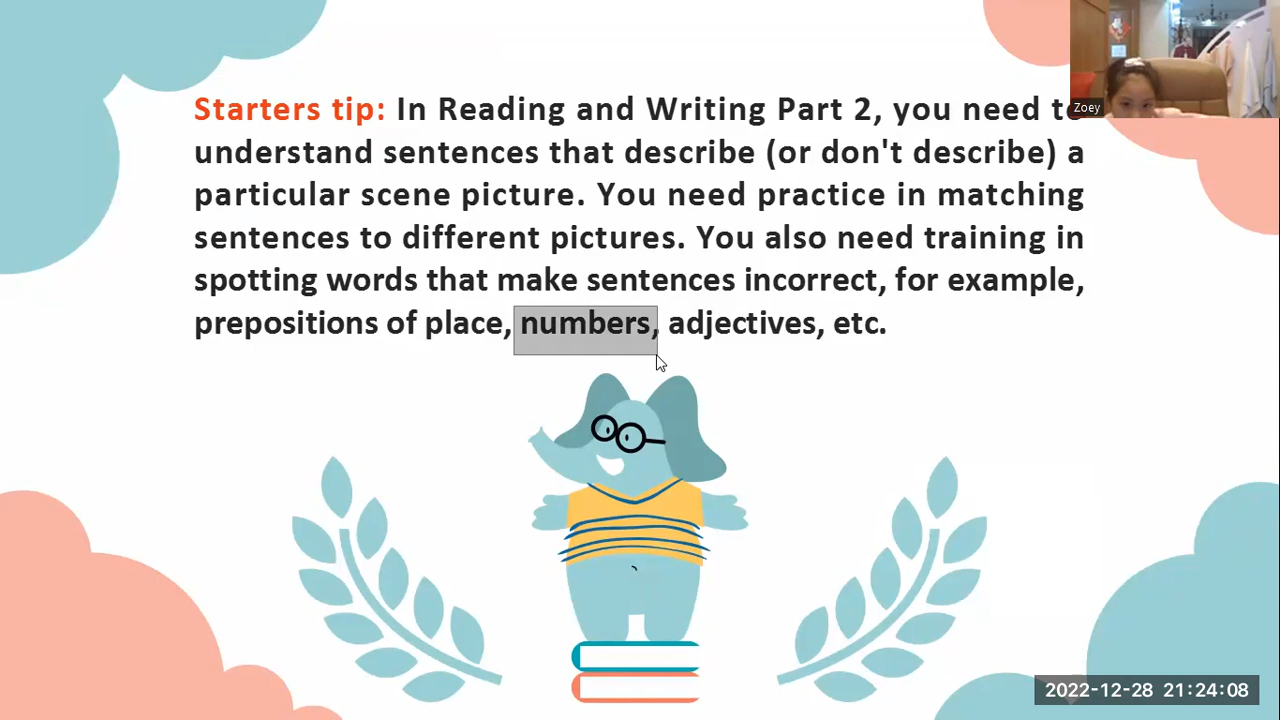 Starters tip: In Reading and Writing Part 2, you need to
understand sentences that describe (or don't describe) a
particular scene picture. You need practice in matching
sentences to different pictures. You also need training in
spotting words that make sentences incorrect, for example,
prepositions of place, numbers, adjectives, etc.
Zoey
2022-12-28 21:24:08